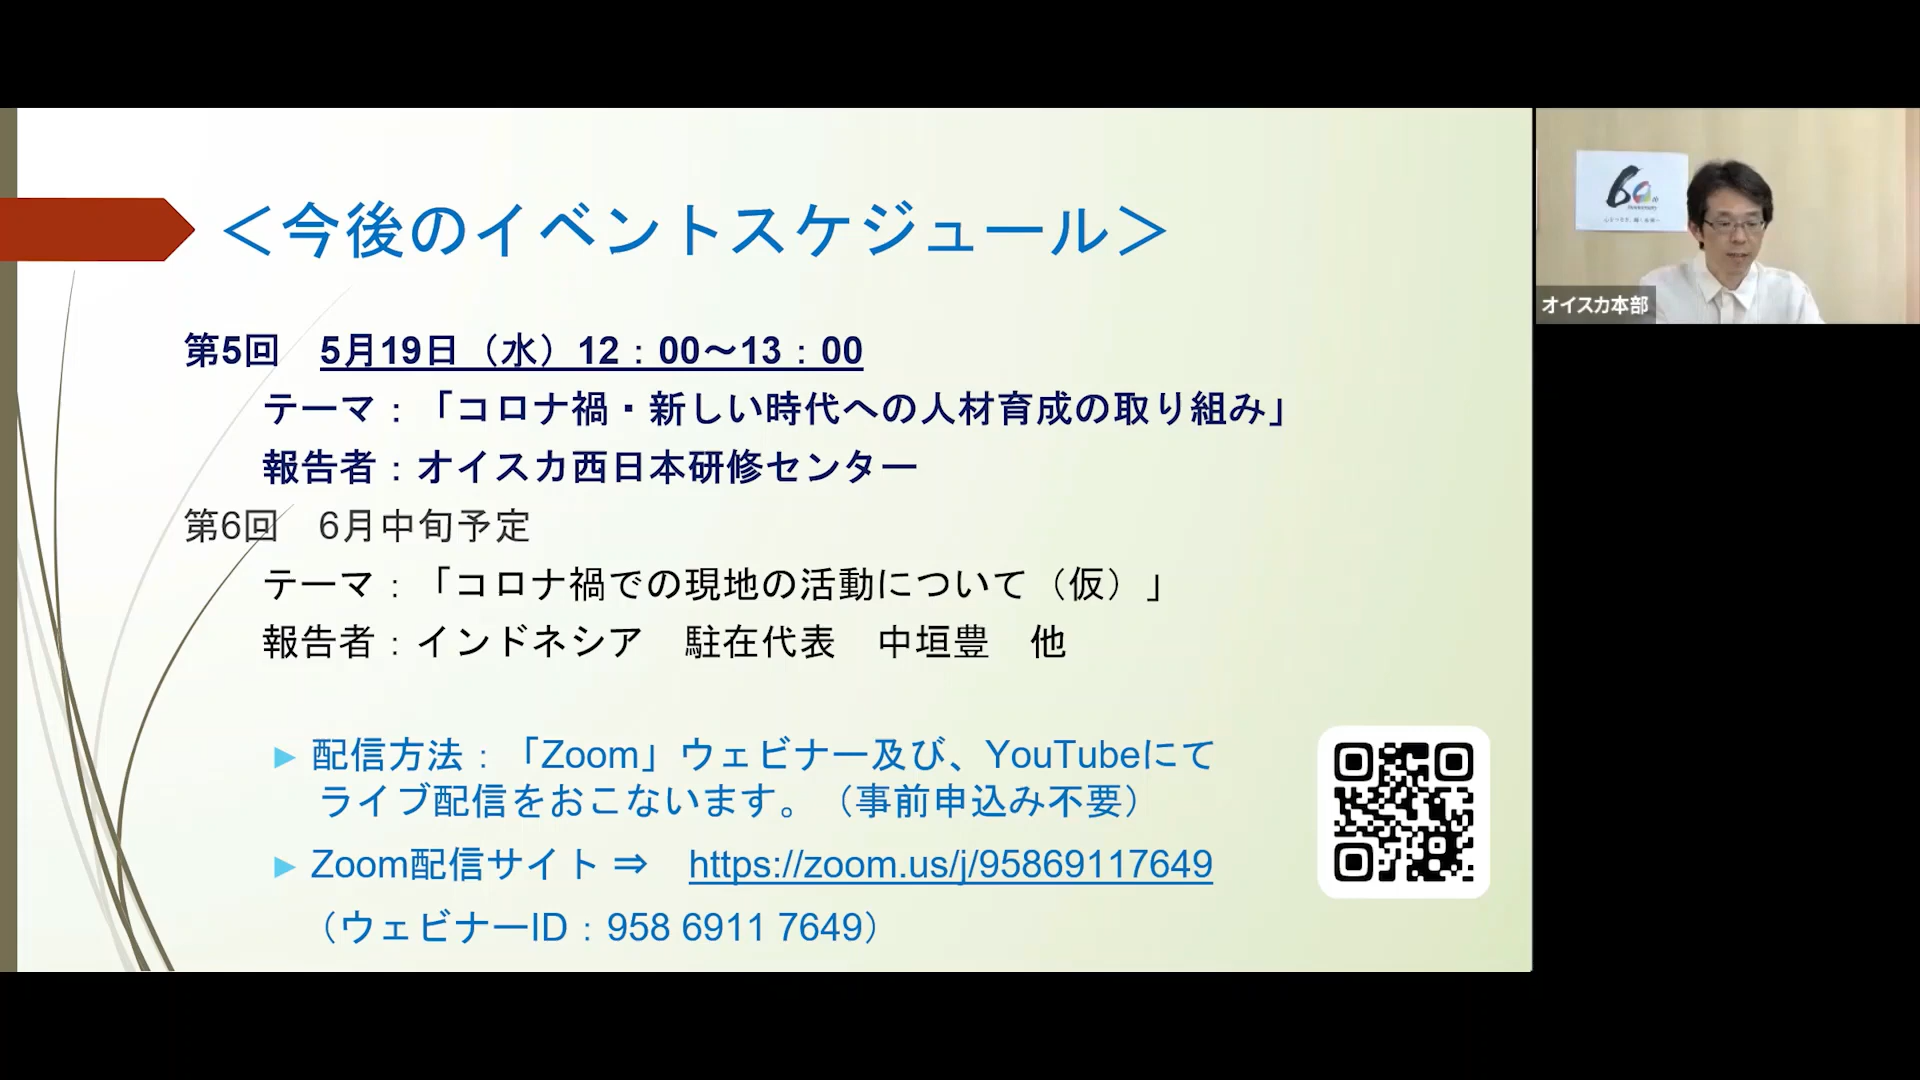 ＜今後のイベントスケジュール＞
第5回　5月19日（水）12：00～13：00
テーマ：「コロナ禍・新しい時代への人材育成の取り組み」
報告者：オイスカ西日本研修センター
第6回　6月中旬予定
テーマ：「コロナ禍での現地の活動について（仮）」
報告者：インドネシア　駐在代表　中垣豊　他
▶ 配信方法：「Zoom」ウェビナー及び、YouTubeにて
ライブ配信をおこないます。（事前申込み不要）
▶ Zoom配信サイト ⇒　https://zoom.us/j/95869117649
（ウェビナーID：958 6911 7649）
60th
Anniversary
オイスカ本部